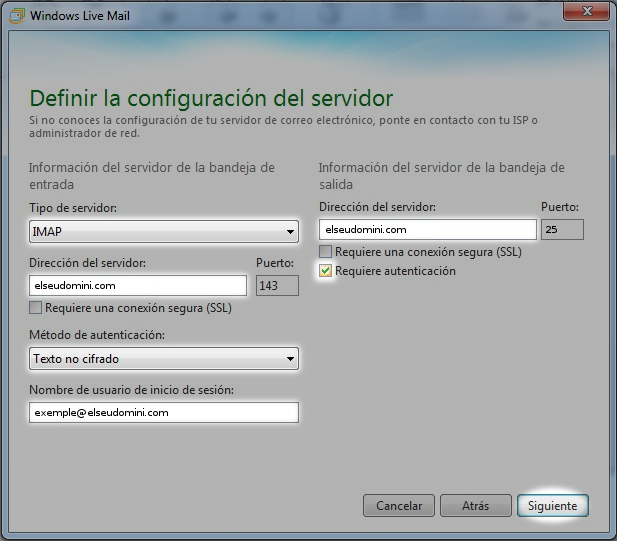 Windows Live Mail
Definir la configuración del servidor
Si no conoces la configuración de tu servidor de correo electrónico, ponte en contacto con tu ISP o
administrador de red.
Información del servidor de la bandeja de
entrada
Tipo de servidor:
IMAP
Dirección del servidor:
Puerto:
elseudomini.com
143
Requiere una conexión segura (SSL)
Método de autenticación:
Texto no cifrado
Nombre de usuario de inicio de sesión:
exemple@elseudomini.com
Información del servidor de la bandeja de
salida
Dirección del servidor:
Puerto:
elseudomini.com
25
Requiere una conexión segura (SSL)
Requiere autenticación
Cancelar
Atrás
Siguiente